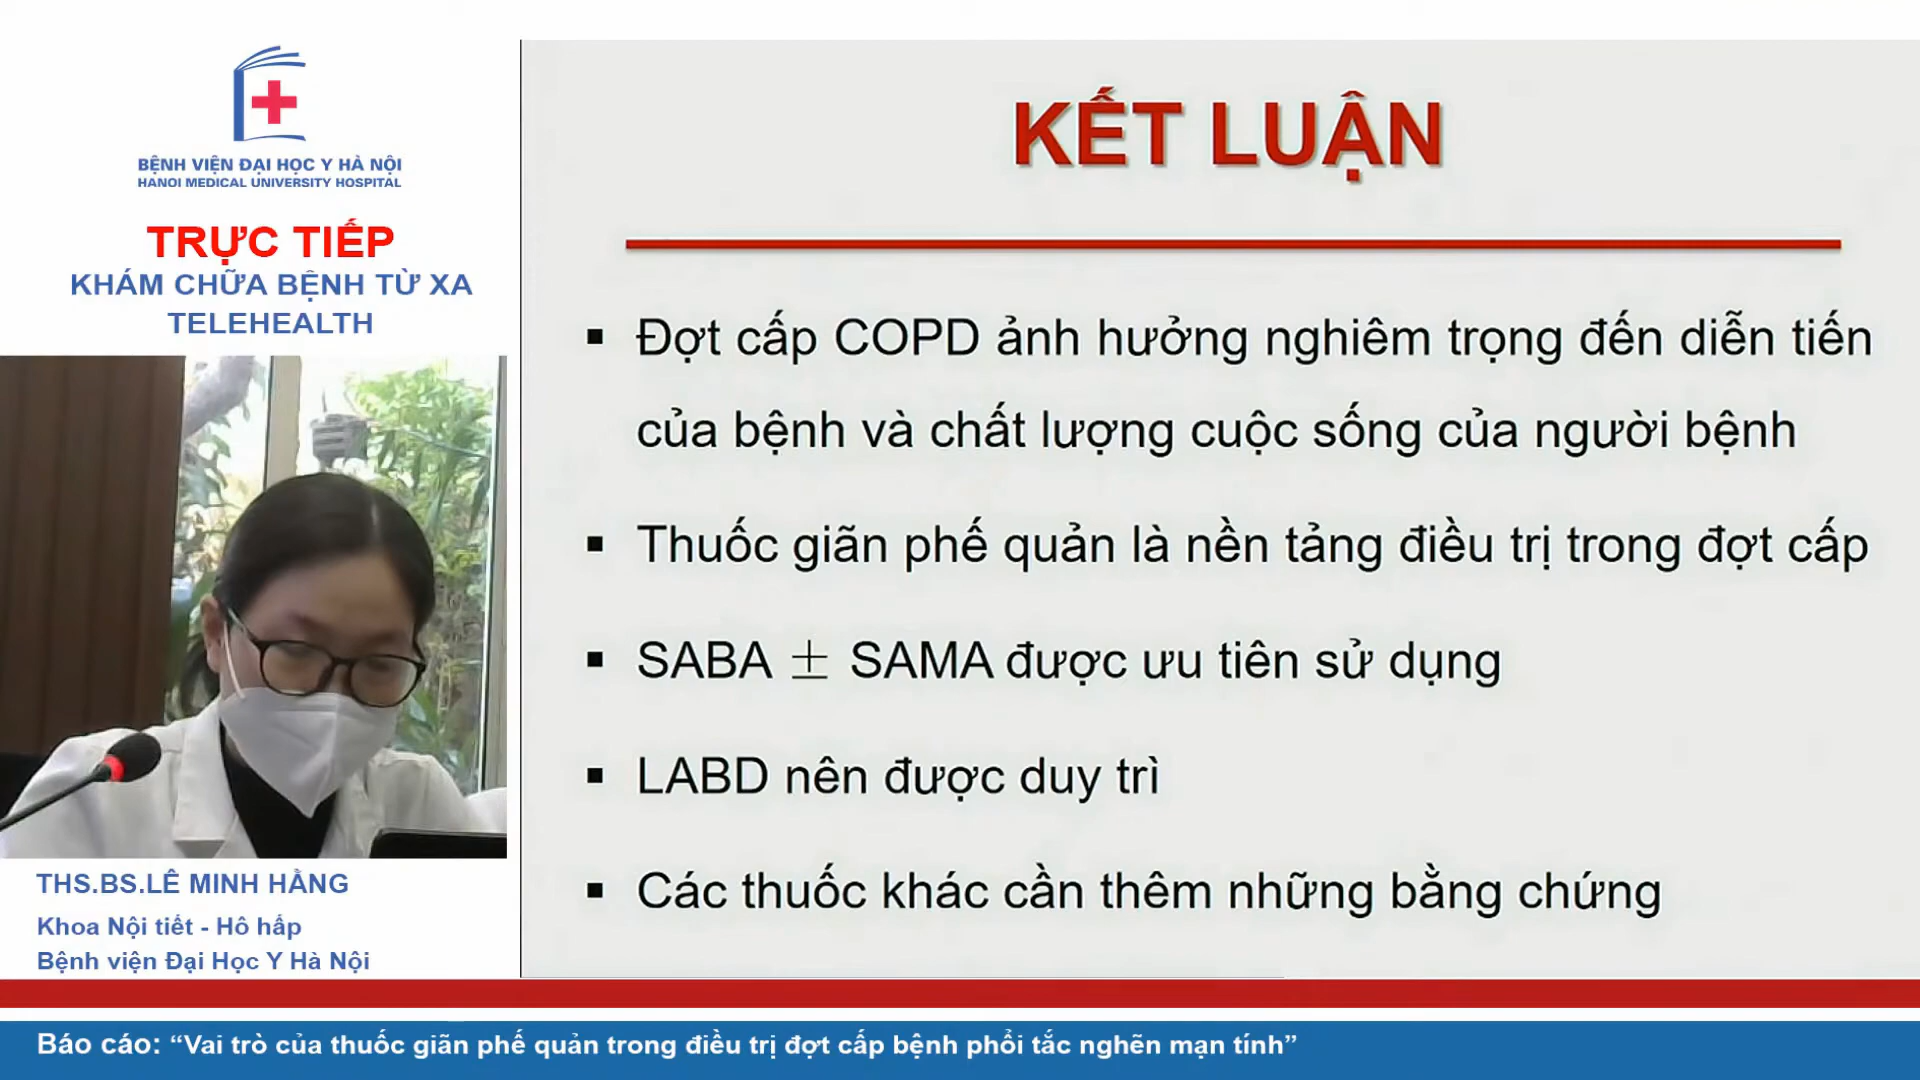 BỆNH VIỆN ĐẠI HỌC Y HÀ NỘI
HANOI MEDICAL UNIVERSITY HOSPITAL
TRỰC TIẾP
KHÁM CHỮA BỆNH TỪ XA
TELEHEALTH
THS.BS.LÊ MINH HẰNG
Khoa Nội tiết - Hô hấp
Bệnh viện Đại Học Y Hà Nội
KẾT LUẬN
▪ Đợt cấp COPD ảnh hưởng nghiêm trọng đến diễn tiến
của bệnh và chất lượng cuộc sống của người bệnh
▪ Thuốc giãn phế quản là nền tảng điều trị trong đợt cấp
▪ SABA ± SAMA được ưu tiên sử dụng
▪ LABD nên được duy trì
▪ Các thuốc khác cần thêm những bằng chứng
Báo cáo: “Vai trò của thuốc giãn phế quản trong điều trị đợt cấp bệnh phổi tắc nghẽn mạn tính”